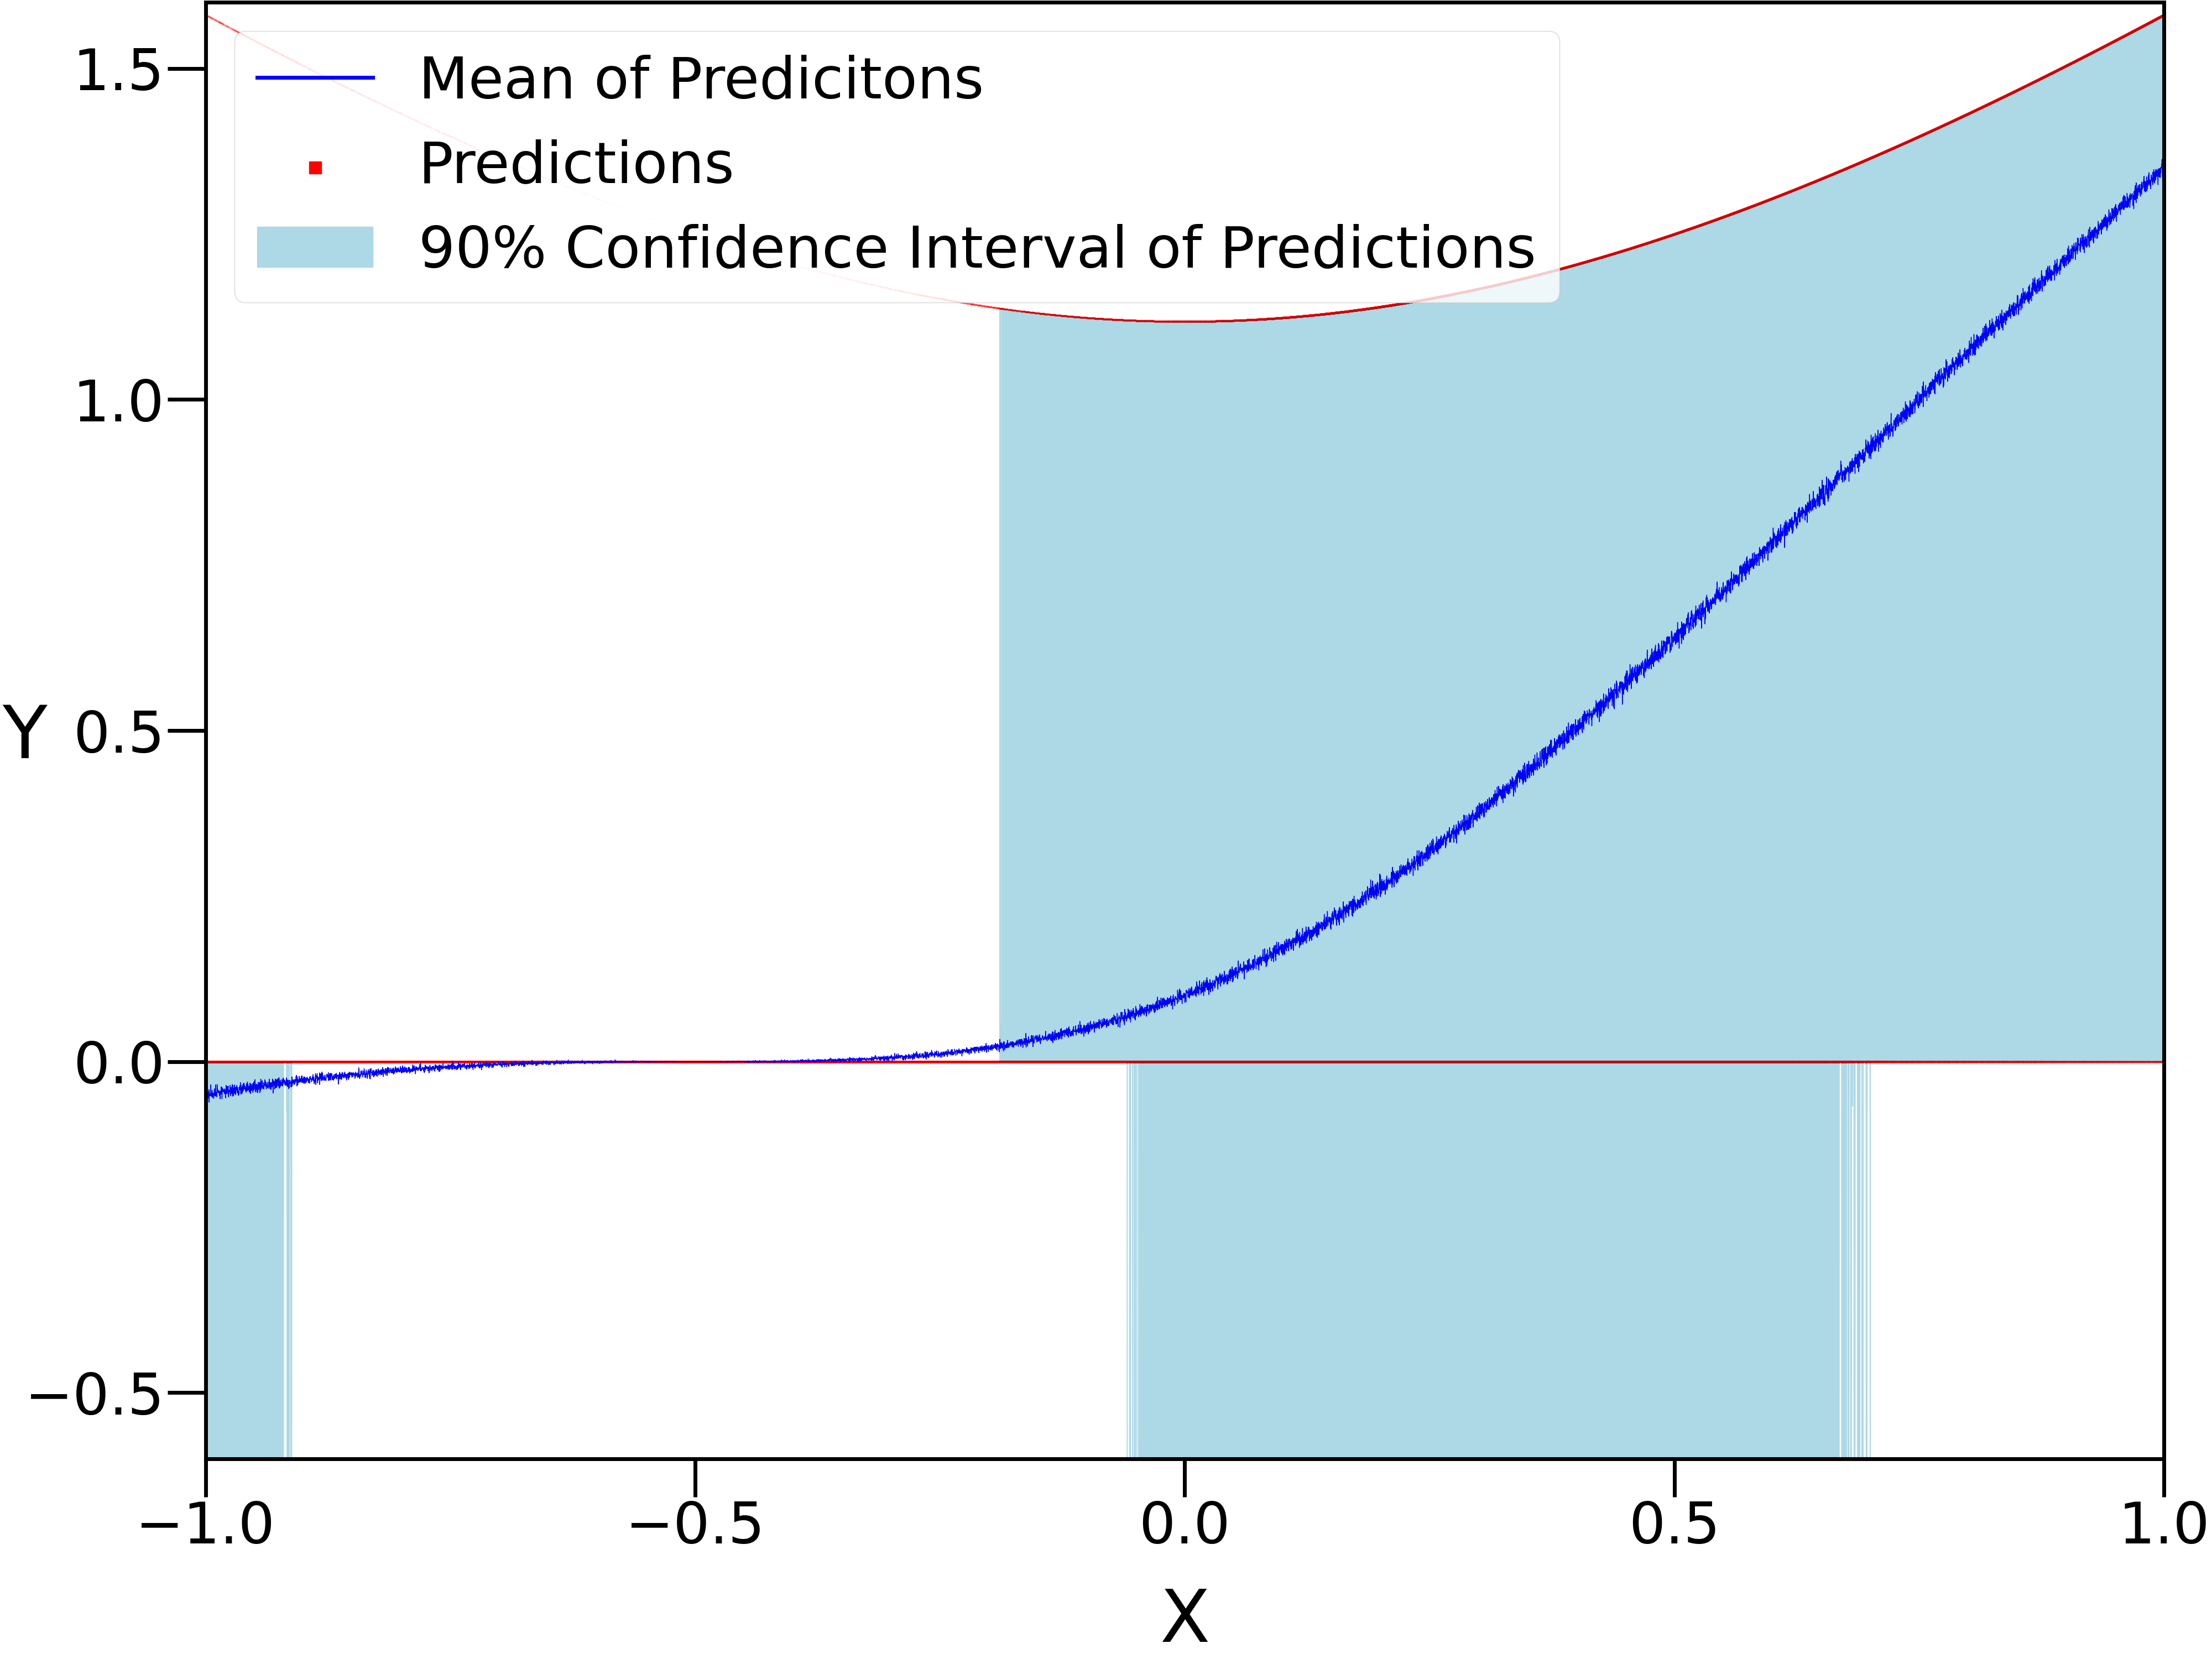 Mean of Predicitons
Predictions
90% Confidence Interval of Predictions
1.5
1.0
0.5
0.0
−0.5
Y
−1.0 −0.5 0.0 0.5 1.0
X